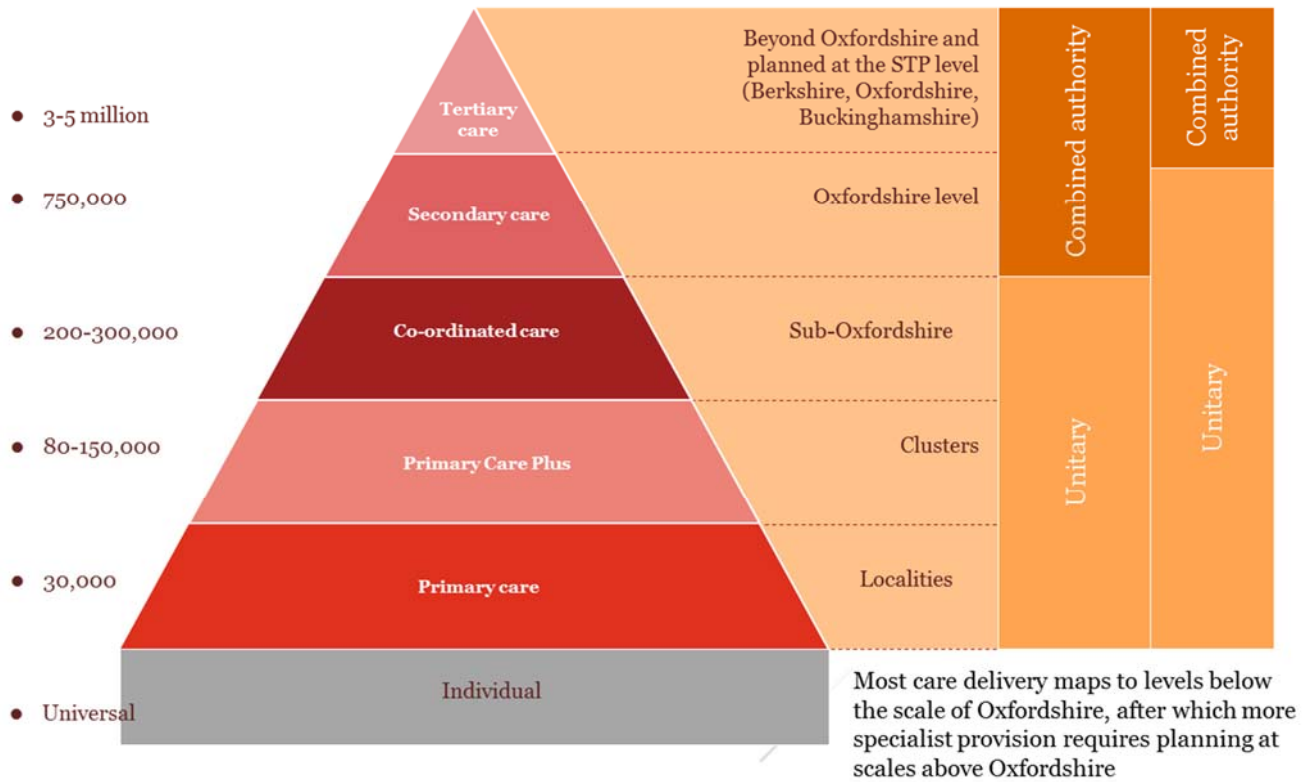 Beyond Oxfordshire and
planned at the STP level
(Berkshire, Oxfordshire,
Buckinghamshire)
Combined authority
Combined
authority
• 3-5 million
Tertiary
care
• 750,000
Secondary care
Oxfordshire level
• 200-300,000
Co-ordinated care
Sub-Oxfordshire
Unitary
Unitary
• 80-150,000
Primary Care Plus
Clusters
• 30,000
Primary care
Localities
• Universal
Individual
Most care delivery maps to levels below
the scale of Oxfordshire, after which more
specialist provision requires planning at
scales above Oxfordshire